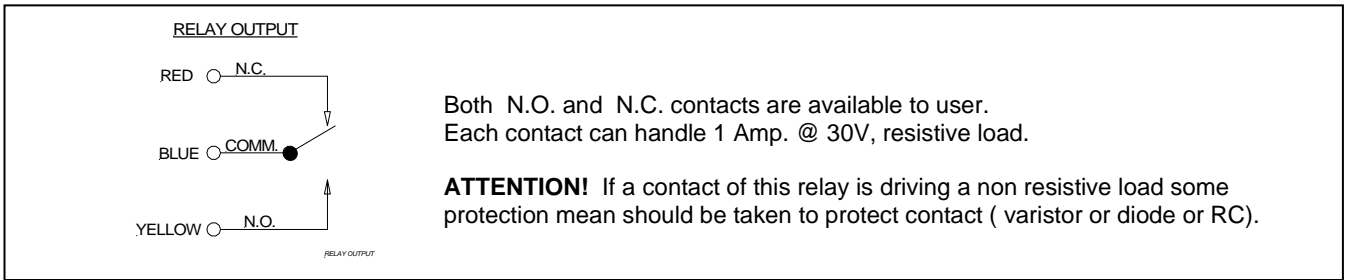 RELAY OUTPUT
RED N.C.
BLUE COMM.
YELLOW N.O.
RELAY OUTPUT
Both N.O. and N.C. contacts are available to user.
Each contact can handle 1 Amp. @ 30V, resistive load.
ATTENTION! If a contact of this relay is driving a non resistive load some
protection mean should be taken to protect contact ( varistor or diode or RC).